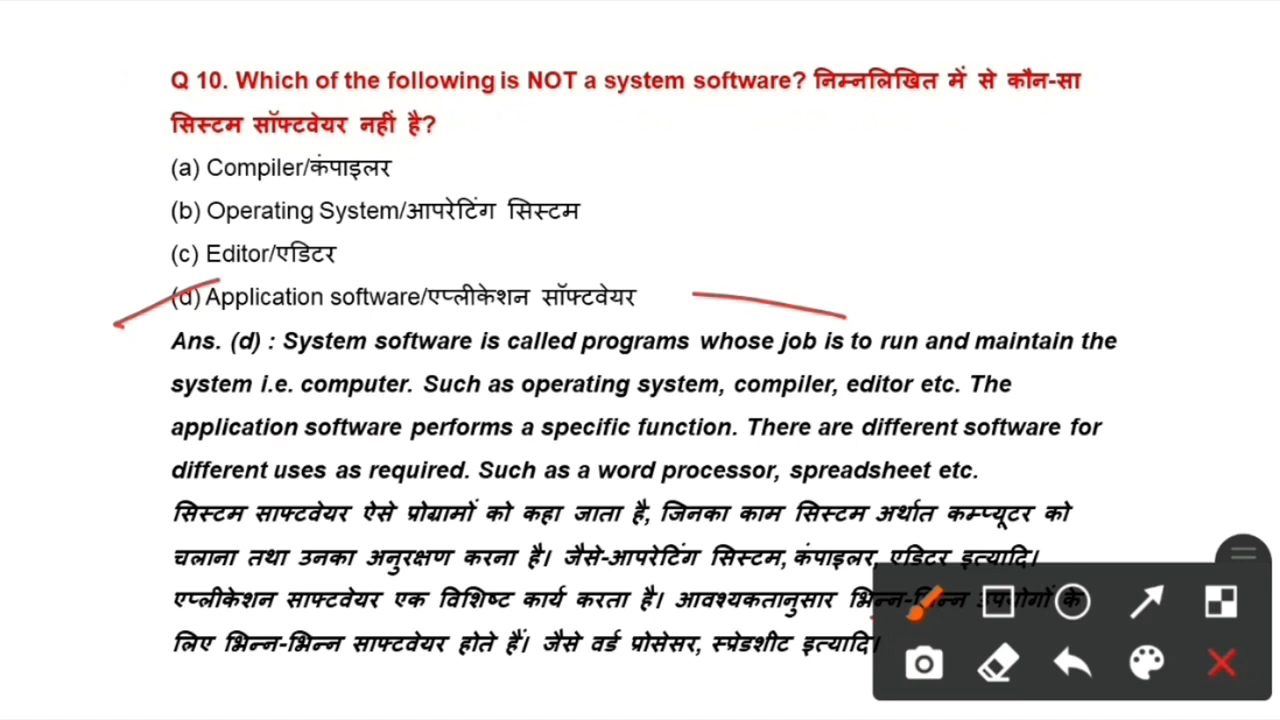 Q 10. Which of the following is NOT a system software? निम्नलिखित में से कौन-सा
सिस्टम सॉफ्टवेयर नहीं है?
(a) Compiler/कंपाइलर
(b) Operating System/आपरेटिंग सिस्टम
(c) Editor/एडिटर
(d) Application software/एप्लीकेशन सॉफ्टवेयर
Ans. (d) : System software is called programs whose job is to run and maintain the
system i.e. computer. Such as operating system, compiler, editor etc. The
application software performs a specific function. There are different software for
different uses as required. Such as a word processor, spreadsheet etc.
सिस्टम साफ्टवेयर ऐसे प्रोग्रामों को कहा जाता है, जिनका काम सिस्टम अर्थात कम्प्यूटर को
चलाना तथा उनका अनुरक्षण करना है। जैसे-आपरेटिंग सिस्टम, कंपाइलर, एडिटर इत्यादि।
एप्लीकेशन साफ्टवेयर एक विशिष्ट कार्य करता है। आवश्यकतानुसार भिन्न-भिन्न उपयोगों के
लिए भिन्न-भिन्न साफ्टवेयर होते हैं। जैसे वर्ड प्रोसेसर, स्प्रेडशीट इत्यादि।